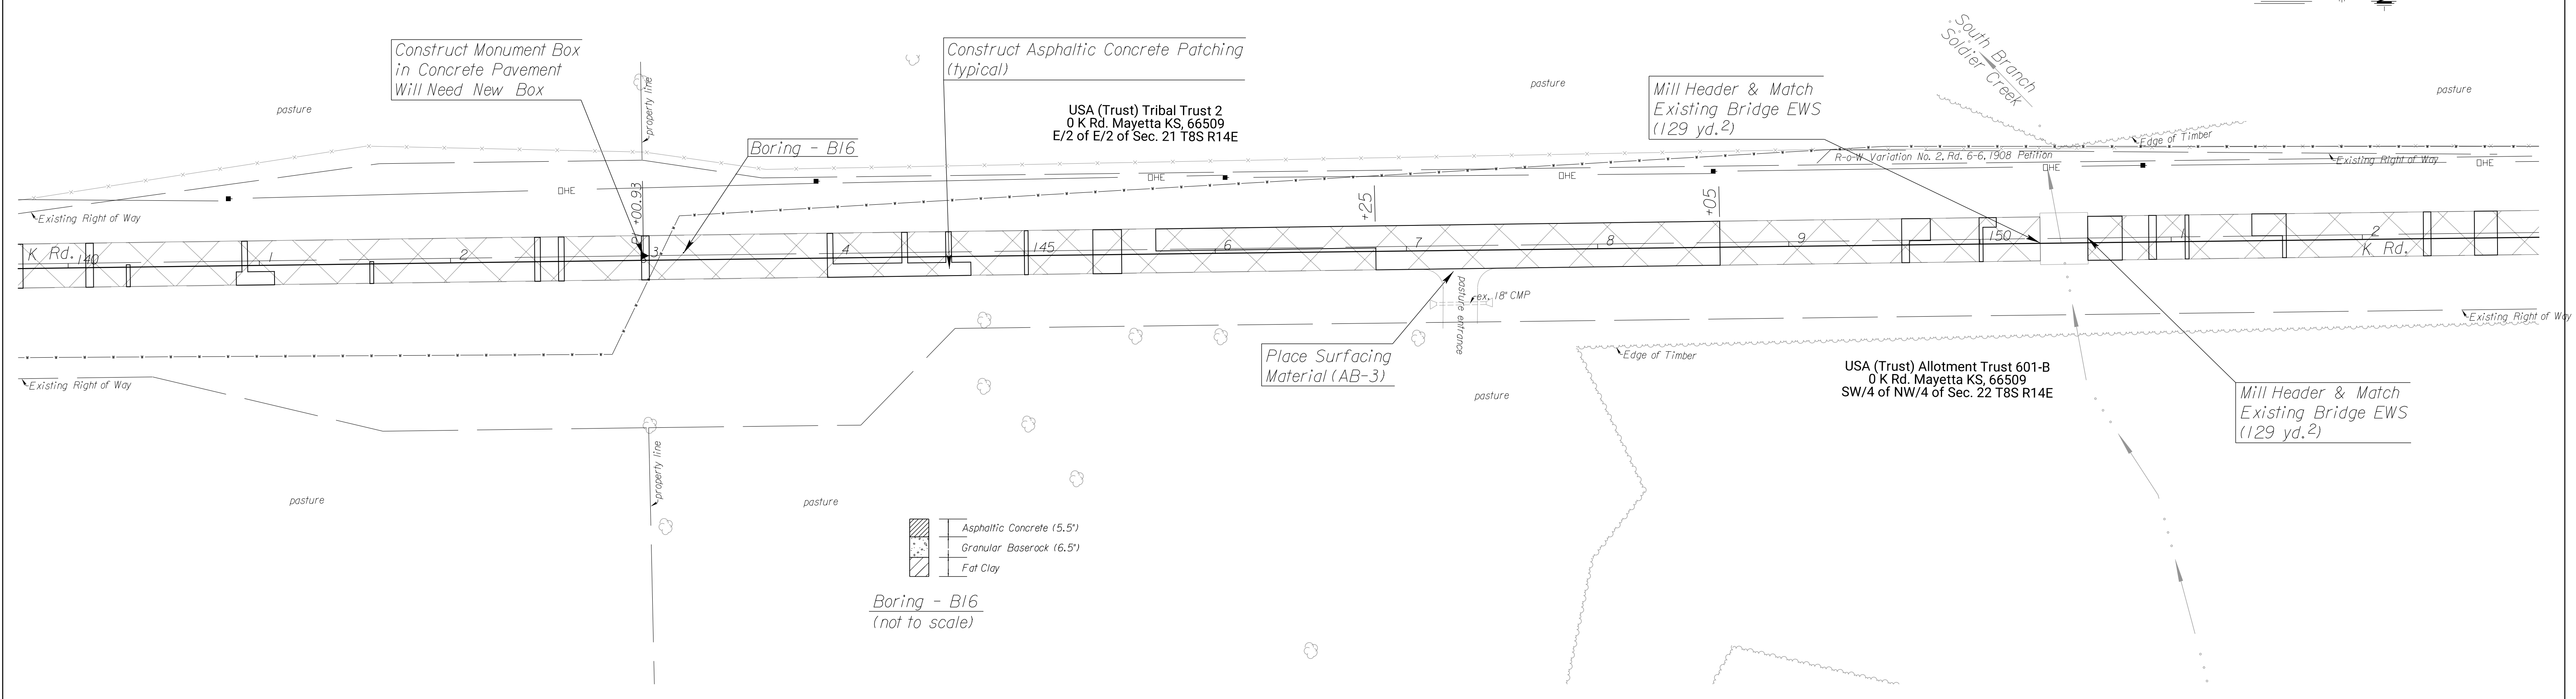 Construct Monument Box
in Concrete Pavement
Will Need New Box
property line
Construct Asphaltic Concrete Patching
(typical)
South Branch
Soldier Creek
pasture
pasture
pasture
USA (Trust) Tribal Trust 2
0 K Rd. Mayetta KS, 66509
E/2 of E/2 of Sec. 21 T8S R14E
Mill Header & Match
Existing Bridge EWS
(129 yd.2)
Boring - B16
Edge of Timber
R-o-W Variation No. 2, Rd. 6-6, 1908 Petition
Existing Right of Way
OHE
OHE
OHE
OHE
OHE
Existing Right of Way
+00.93
+25
+05
K Rd.
140
1
2
3
4
145
6
7
8
9
150
1
2
K Rd.
pasture entrance
ex. 18" CMP
Existing Right of Way
Place Surfacing
Material (AB-3)
Edge of Timber
USA (Trust) Allotment Trust 601-B
0 K Rd. Mayetta KS, 66509
SW/4 of NW/4 of Sec. 22 T8S R14E
Existing Right of Way
pasture
Mill Header & Match
Existing Bridge EWS
(129 yd.2)
property line
pasture
pasture
Asphaltic Concrete (5.5")
Granular Baserock (6.5")
Fat Clay
Boring - B16
(not to scale)